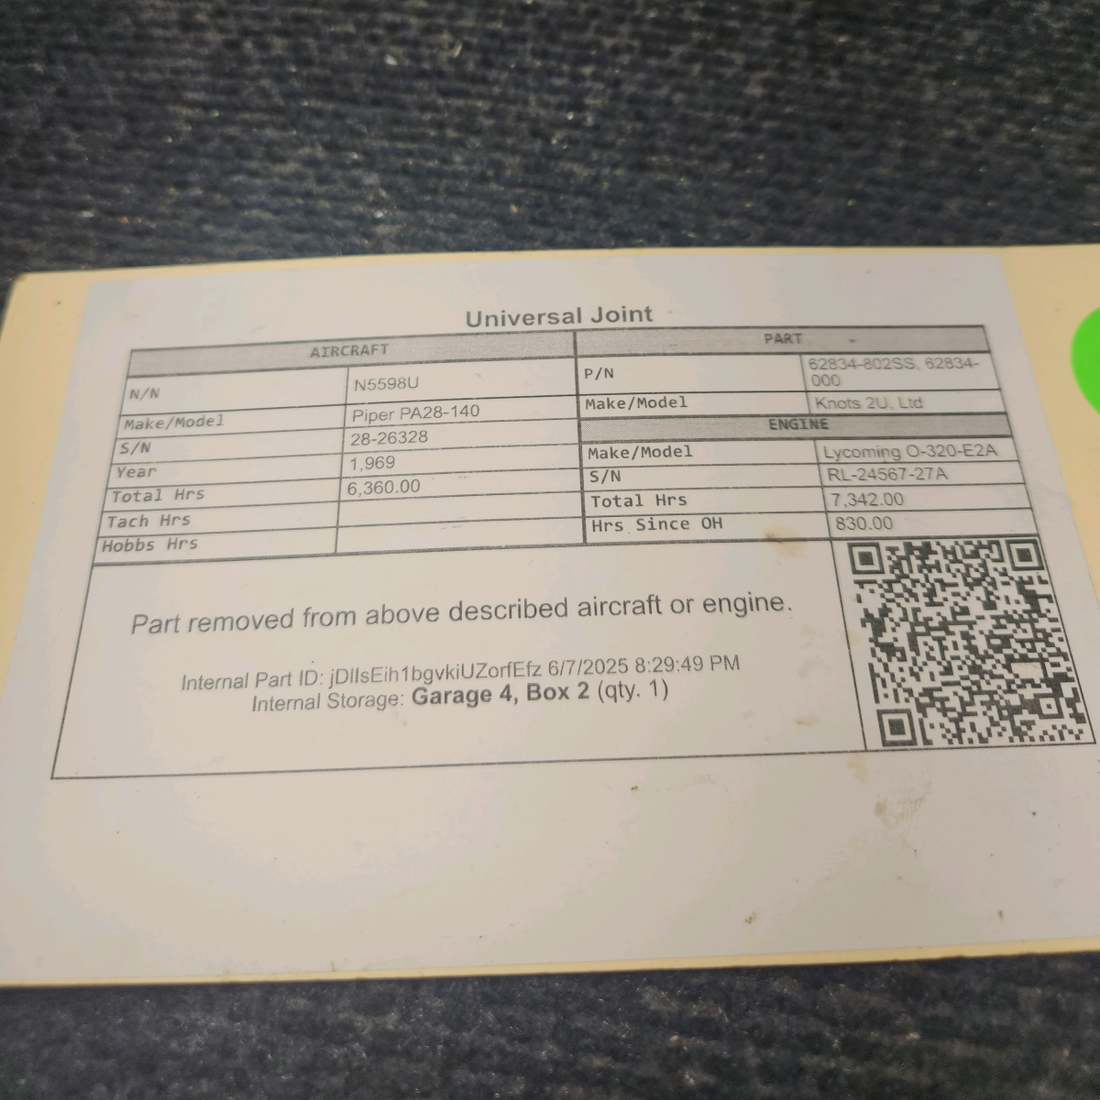 Universal Joint
AIRCRAFT
N/N N5598U
Make/Model Piper PA28-140
S/N 28-26328
Year 1,969
Total Hrs 6,360.00
Tach Hrs
Hobbs Hrs
PART
P/N 62834-802SS, 62834-
000
Make/Model Knots 2U, Ltd
ENGINE
Make/Model Lycoming O-320-E2A
S/N RL-24567-27A
Total Hrs 7,342.00
Hrs Since OH 830.00
Part removed from above described aircraft or engine.
Internal Part ID: jDIlsEih1bgvkiUZorfEfz 6/7/2025 8:29:49 PM
Internal Storage: Garage 4, Box 2 (qty. 1)